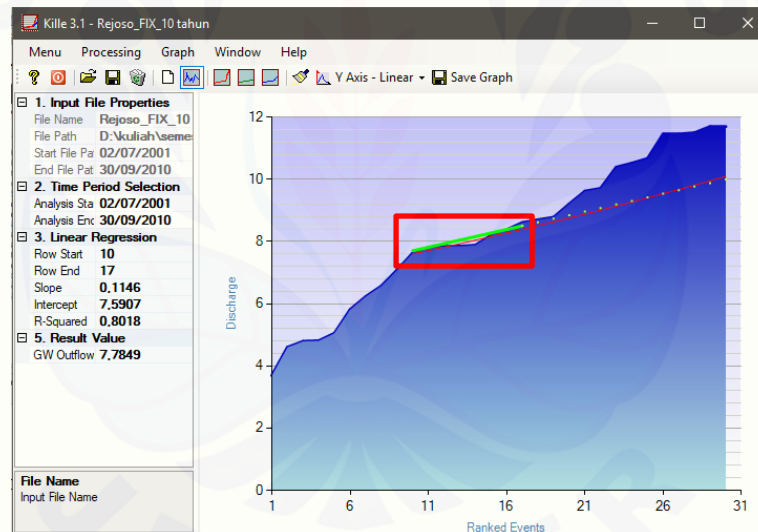 Kille 3.1 - Rejoso_FIX_10 tahun
Menu Processing Graph Window Help
Y Axis - Linear Save Graph
1. Input File Properties
File Name Rejoso_FIX_10
File Path D:\kuliah\seme
Start File Pa 02/07/2001
End File Pat 30/09/2010
2. Time Period Selection
Analysis Sta 02/07/2001
Analysis Enc 30/09/2010
3. Linear Regression
Row Start 10
Row End 17
Slope 0,1146
Intercept 7,5907
R-Squared 0,8018
5. Result Value
GW Outflow 7,7849
File Name
Input File Name
12
10
8
6
4
2
0
Discharge
1 6 11 16 21 26 31
Ranked Events